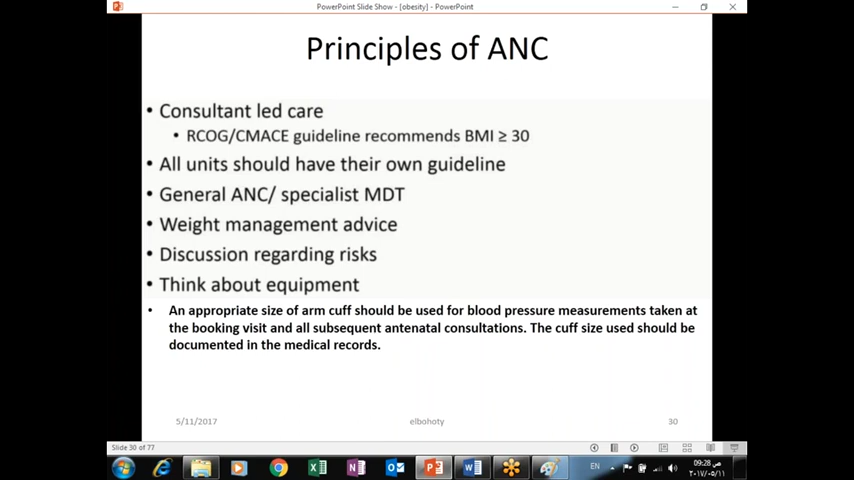 PowerPoint Slide Show - [obesity] - PowerPoint
Principles of ANC
• Consultant led care
• RCOG/CMACE guideline recommends BMI ≥ 30
• All units should have their own guideline
• General ANC/ specialist MDT
• Weight management advice
• Discussion regarding risks
• Think about equipment
• An appropriate size of arm cuff should be used for blood pressure measurements taken at
the booking visit and all subsequent antenatal consultations. The cuff size used should be
documented in the medical records.
5/11/2017 elbohoty 30
Slide 30 of 77
EN 09:28 ص
٢٠١٧/٠٥/١١